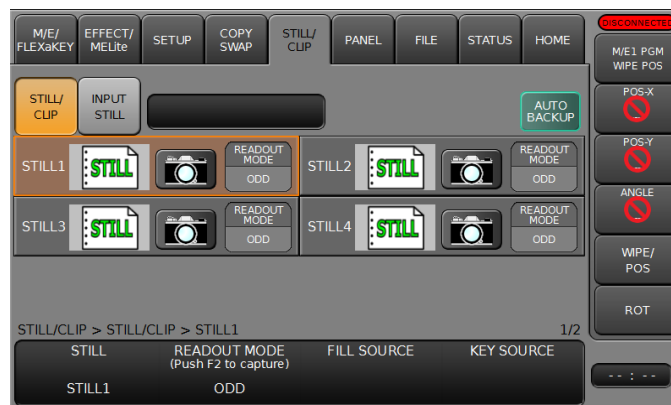 M/E/
FLEXaKEY
EFFECT/
MELite
SETUP
COPY
SWAP
STILL/
CLIP
PANEL
FILE
STATUS
HOME
DISCONNECTED
M/E1 PGM
WIPE POS
STILL/
CLIP
INPUT
STILL
AUTO
BACKUP
POS-X
POS-Y
ANGLE
WIPE/
POS
ROT
STILL1
STILL
READOUT
MODE
ODD
STILL2
STILL
READOUT
MODE
ODD
STILL3
STILL
READOUT
MODE
ODD
STILL4
STILL
READOUT
MODE
ODD
STILL/CLIP > STILL/CLIP > STILL1
1/2
STILL
READOUT MODE
(Push F2 to capture)
FILL SOURCE
KEY SOURCE
STILL1
ODD
-- : --